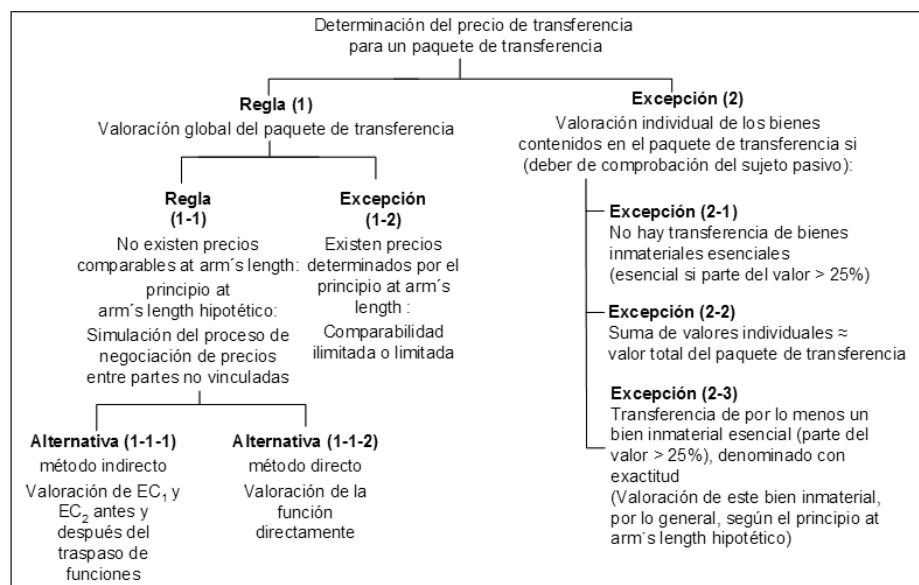 Determinación del precio de transferencia
para un paquete de transferencia
Regla (1)
Valoración global del paquete de transferencia
Regla
(1-1)
No existen precios
comparables at arm´s length:
principio at
arm´s length hipotético:
Simulación del proceso de
negociación de precios
entre partes no vinculadas
Excepción
(1-2)
Existen precios
determinados por el
principio at arm´s
length :
Comparabilidad
ilimitada o limitada
Alternativa (1-1-1)
método indirecto
Valoración de EC1 y
EC2 antes y
después del
traspaso de
funciones
Alternativa (1-1-2)
método directo
Valoración de la
función
directamente
Excepción (2)
Valoración individual de los bienes
contenidos en el paquete de transferencia si
(deber de comprobación del sujeto pasivo):
Excepción (2-1)
No hay transferencia de bienes
inmateriales esenciales
(esencial si parte del valor > 25%)
Excepción (2-2)
Suma de valores individuales ≈
valor total del paquete de transferencia
Excepción (2-3)
Transferencia de por lo menos un
bien inmaterial esencial (parte del
valor > 25%), denominado con
exactitud
(Valoración de este bien inmaterial,
por lo general, según el principio at
arm´s length hipotético)